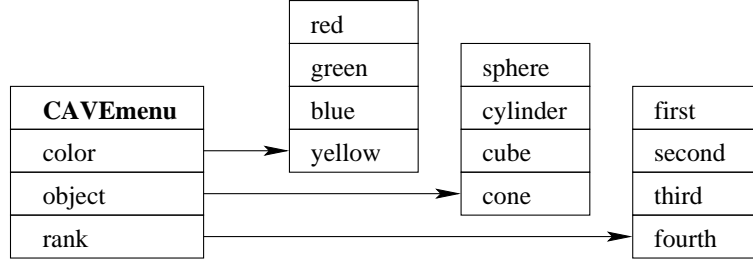 CAVEmenu
color
object
rank
red
green
blue
yellow
sphere
cylinder
cube
cone
first
second
third
fourth